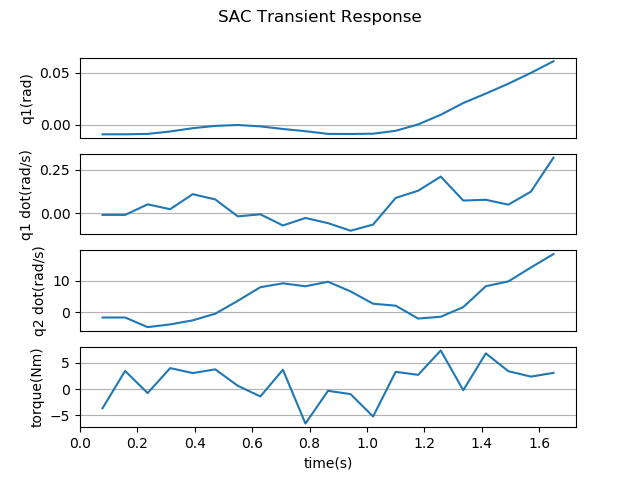 SAC Transient Response
q1(rad)
0.05
0.00
q1 dot(rad/s)
0.25
0.00
q2 dot(rad/s)
10
0
torque(Nm)
5
0
−5
0.0 0.2 0.4 0.6 0.8 1.0 1.2 1.4 1.6
time(s)